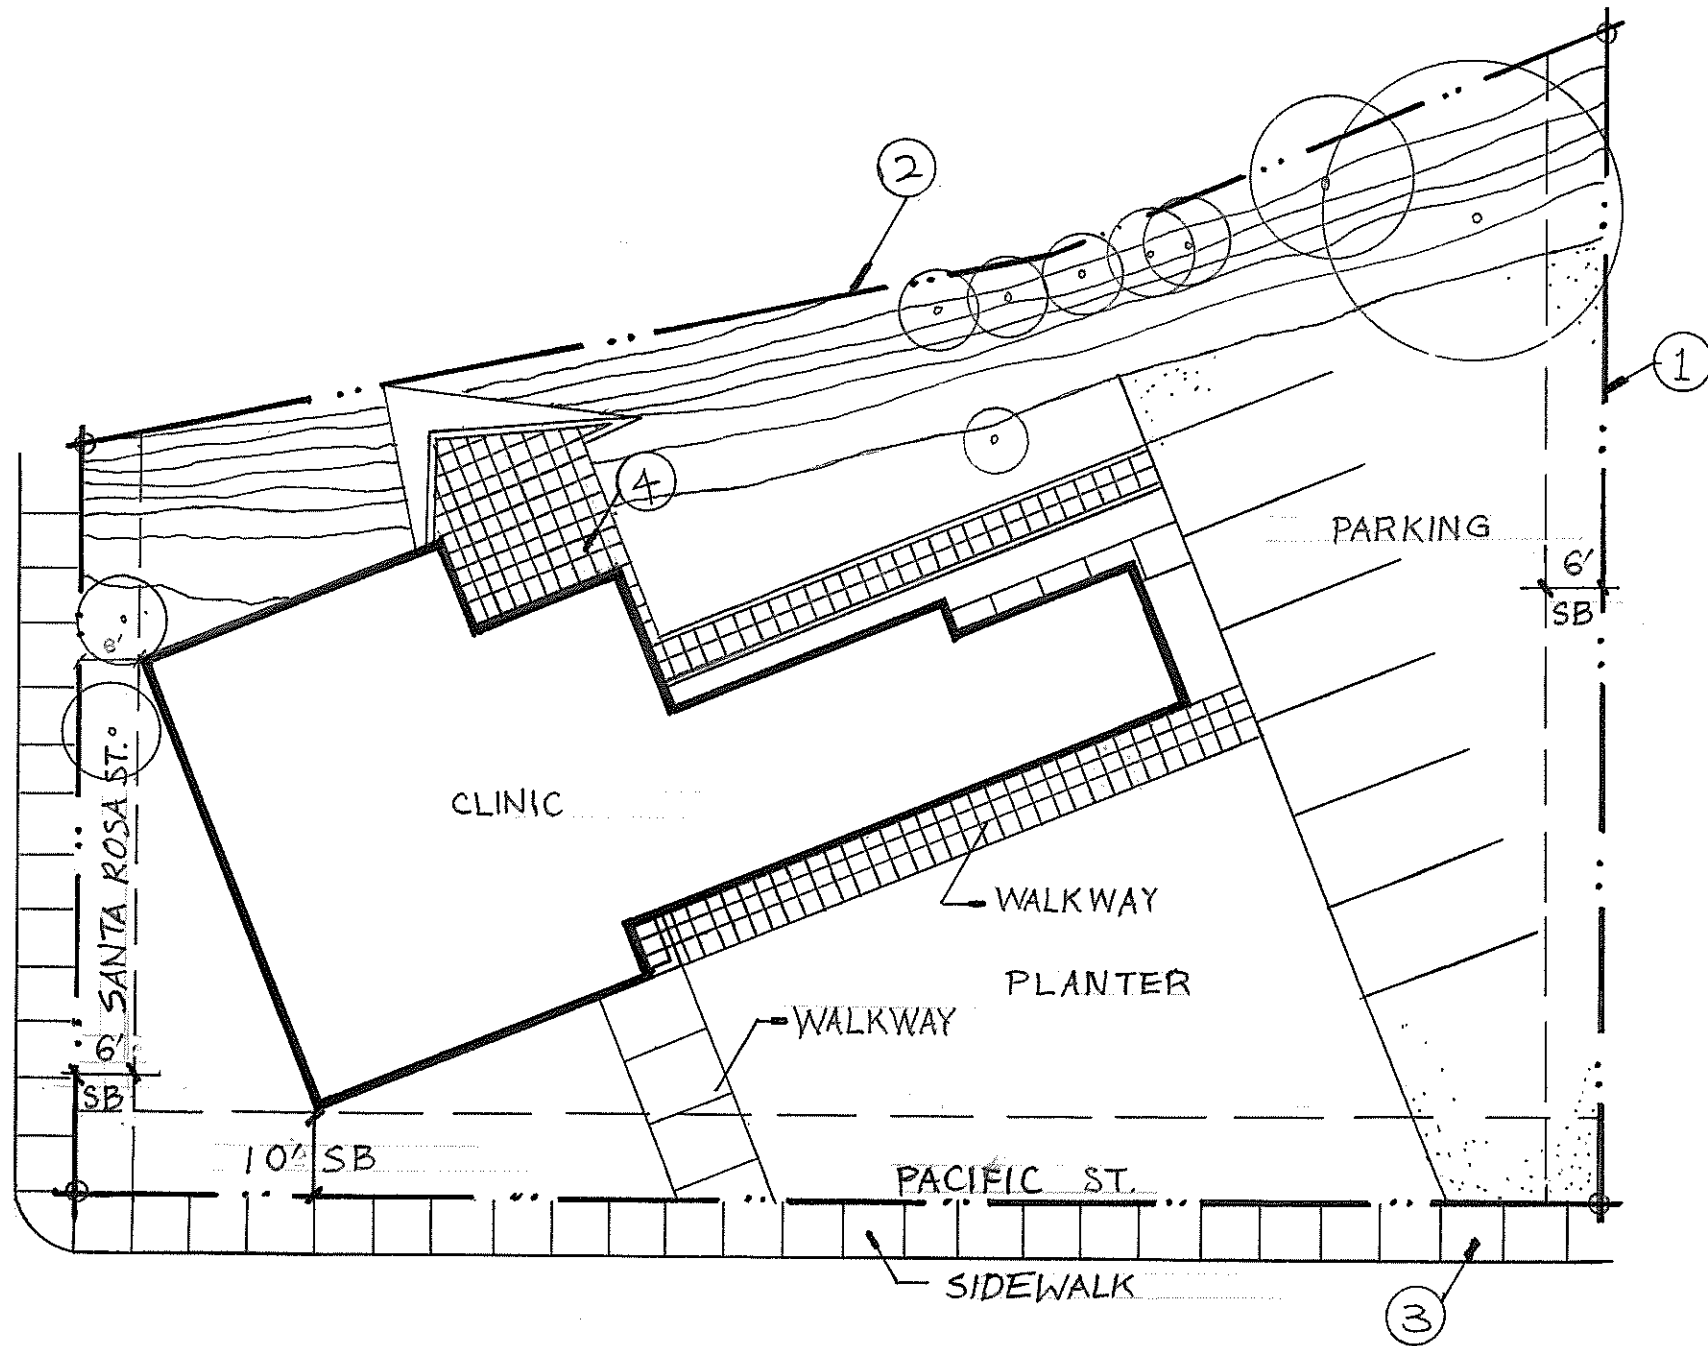 2
1
4
PARKING
6'
SB
6'
SANTA ROSA ST.
CLINIC
WALKWAY
PLANTER
WALKWAY
6'
SB
10' SB
PACIFIC ST.
SIDEWALK
3